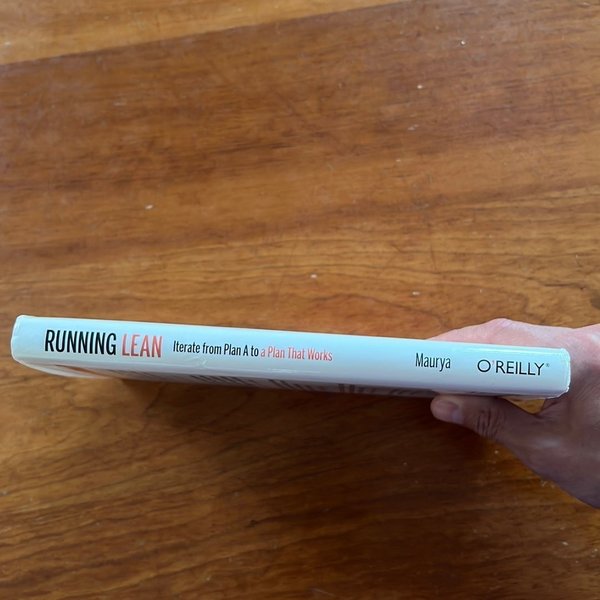 RUNNING LEAN Iterate from Plan A to a Plan That Works Maurya O'REILLY®